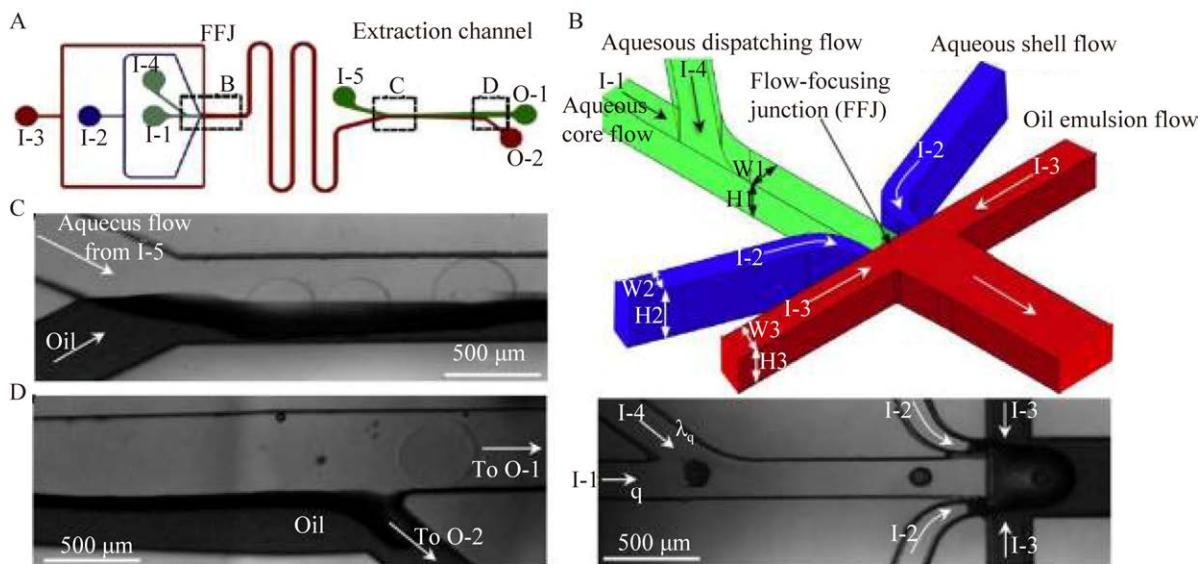 A
FFJ
Extraction channel
I-4
B
I-5
C
D
O-1
I-3
I-2
I-1
O-2
B
Aquesous dispatching flow
Aqueous shell flow
I-1
I-4
Flow-focusing
junction (FFJ)
Aqueous
core flow
Oil emulsion flow
I-2
I-3
W1
H1
I-2
W2
H2
I-3
W3
H3
C
Aquecus flow
from I-5
Oil
500 μm
D
To O-1
Oil
To O-2
500 μm
I-4
λq
I-2
I-3
I-1
q
I-2
I-3
500 μm